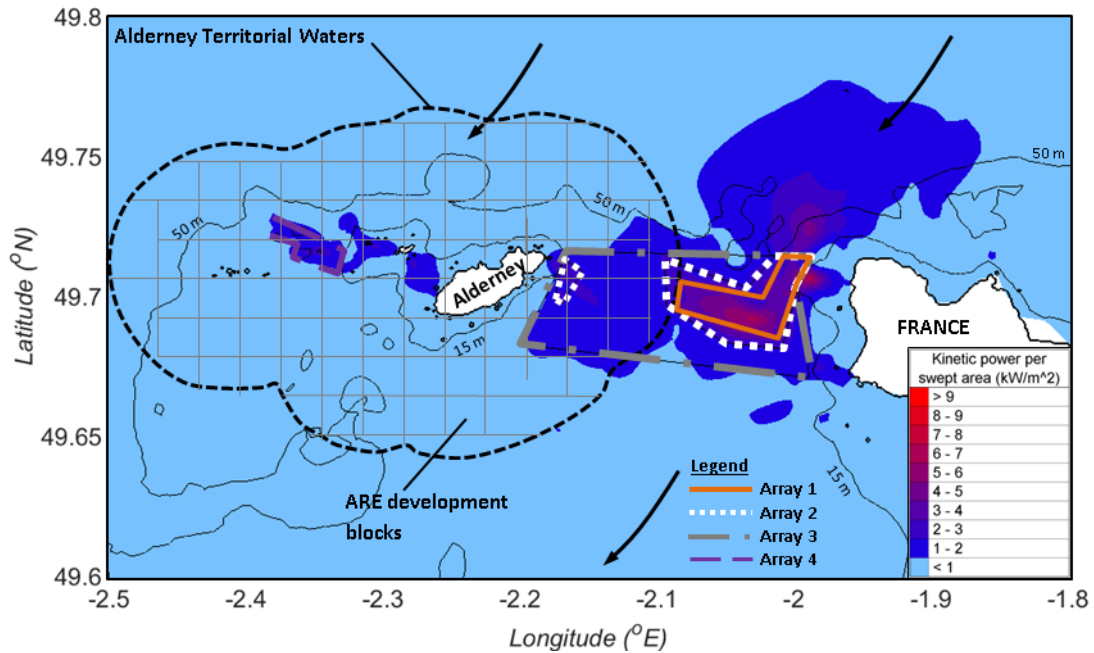 49.8
49.75
49.7
49.65
49.6
Latitude (°N)
Alderney Territorial Waters
50 m
50 m
50 m
15 m
15 m
Alderney
FRANCE
ARE development
blocks
Legend
Array 1
Array 2
Array 3
Array 4
Kinetic power per
swept area (kW/m^2)
> 9
8 - 9
7 - 8
6 - 7
5 - 6
4 - 5
3 - 4
2 - 3
1 - 2
< 1
-2.5 -2.4 -2.3 -2.2 -2.1 -2 -1.9 -1.8
Longitude (°E)